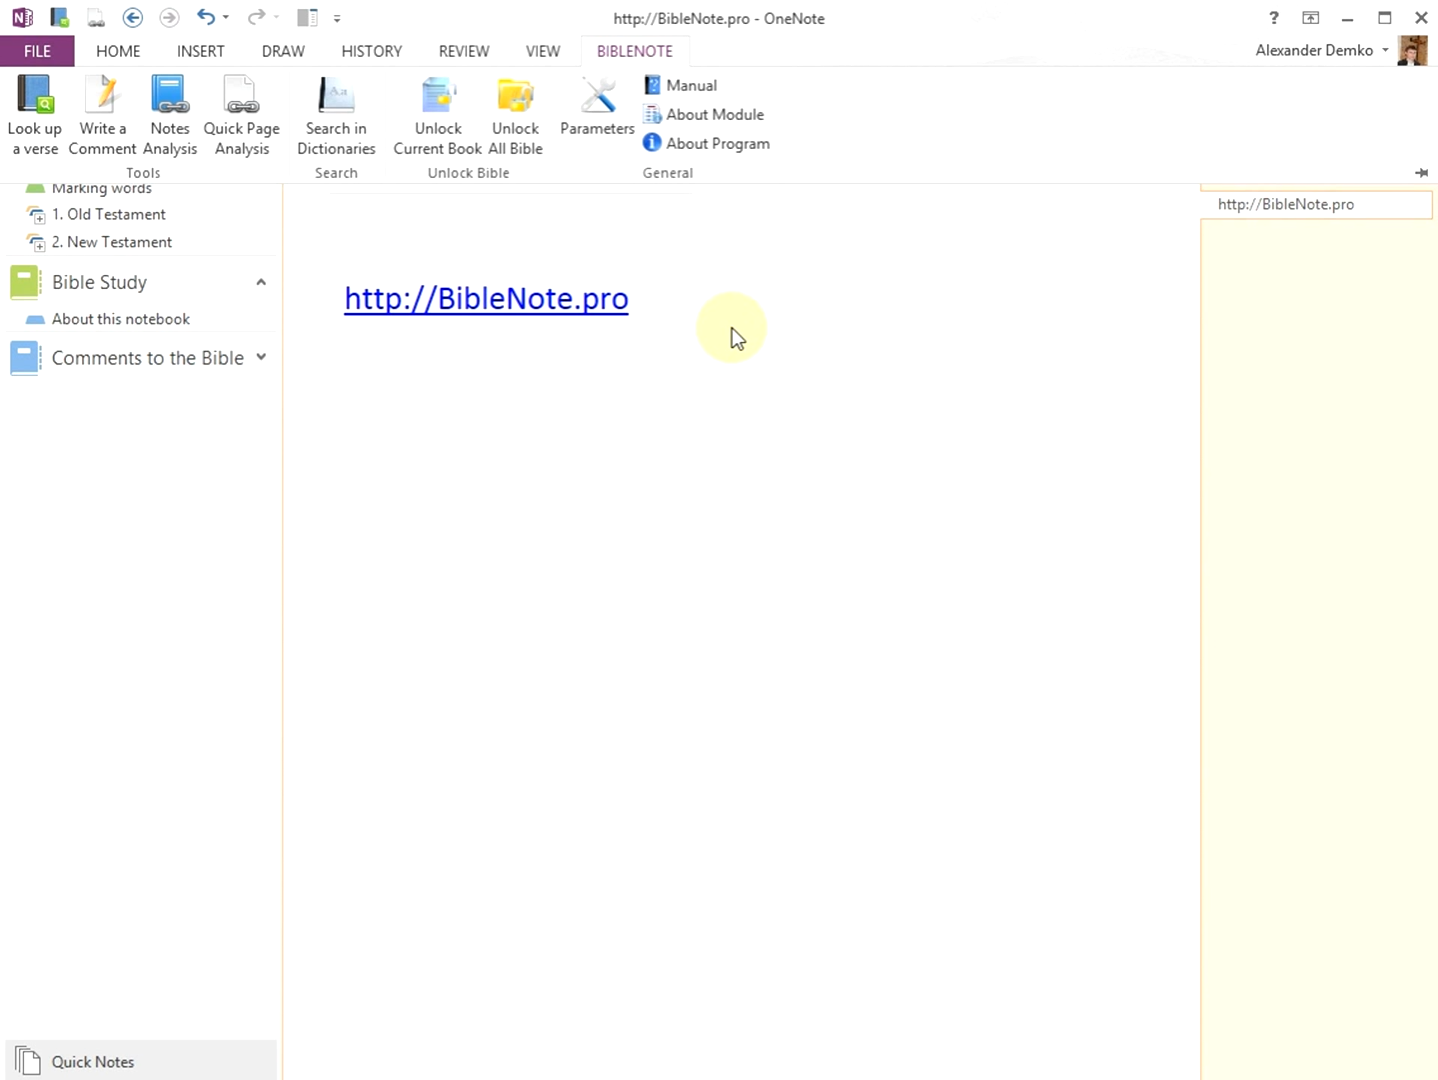 http://BibleNote.pro - OneNote
?
FILE HOME INSERT DRAW HISTORY REVIEW VIEW BIBLENOTE
Alexander Demko
Look up a verse
Write a Comment
Notes Analysis
Quick Page Analysis
Tools
Search in Dictionaries
Search
Unlock Current Book
Unlock All Bible
Unlock Bible
Parameters
Manual
About Module
About Program
General
Marking words
1. Old Testament
2. New Testament
Bible Study
About this notebook
Comments to the Bible
Quick Notes
http://BibleNote.pro
http://BibleNote.pro